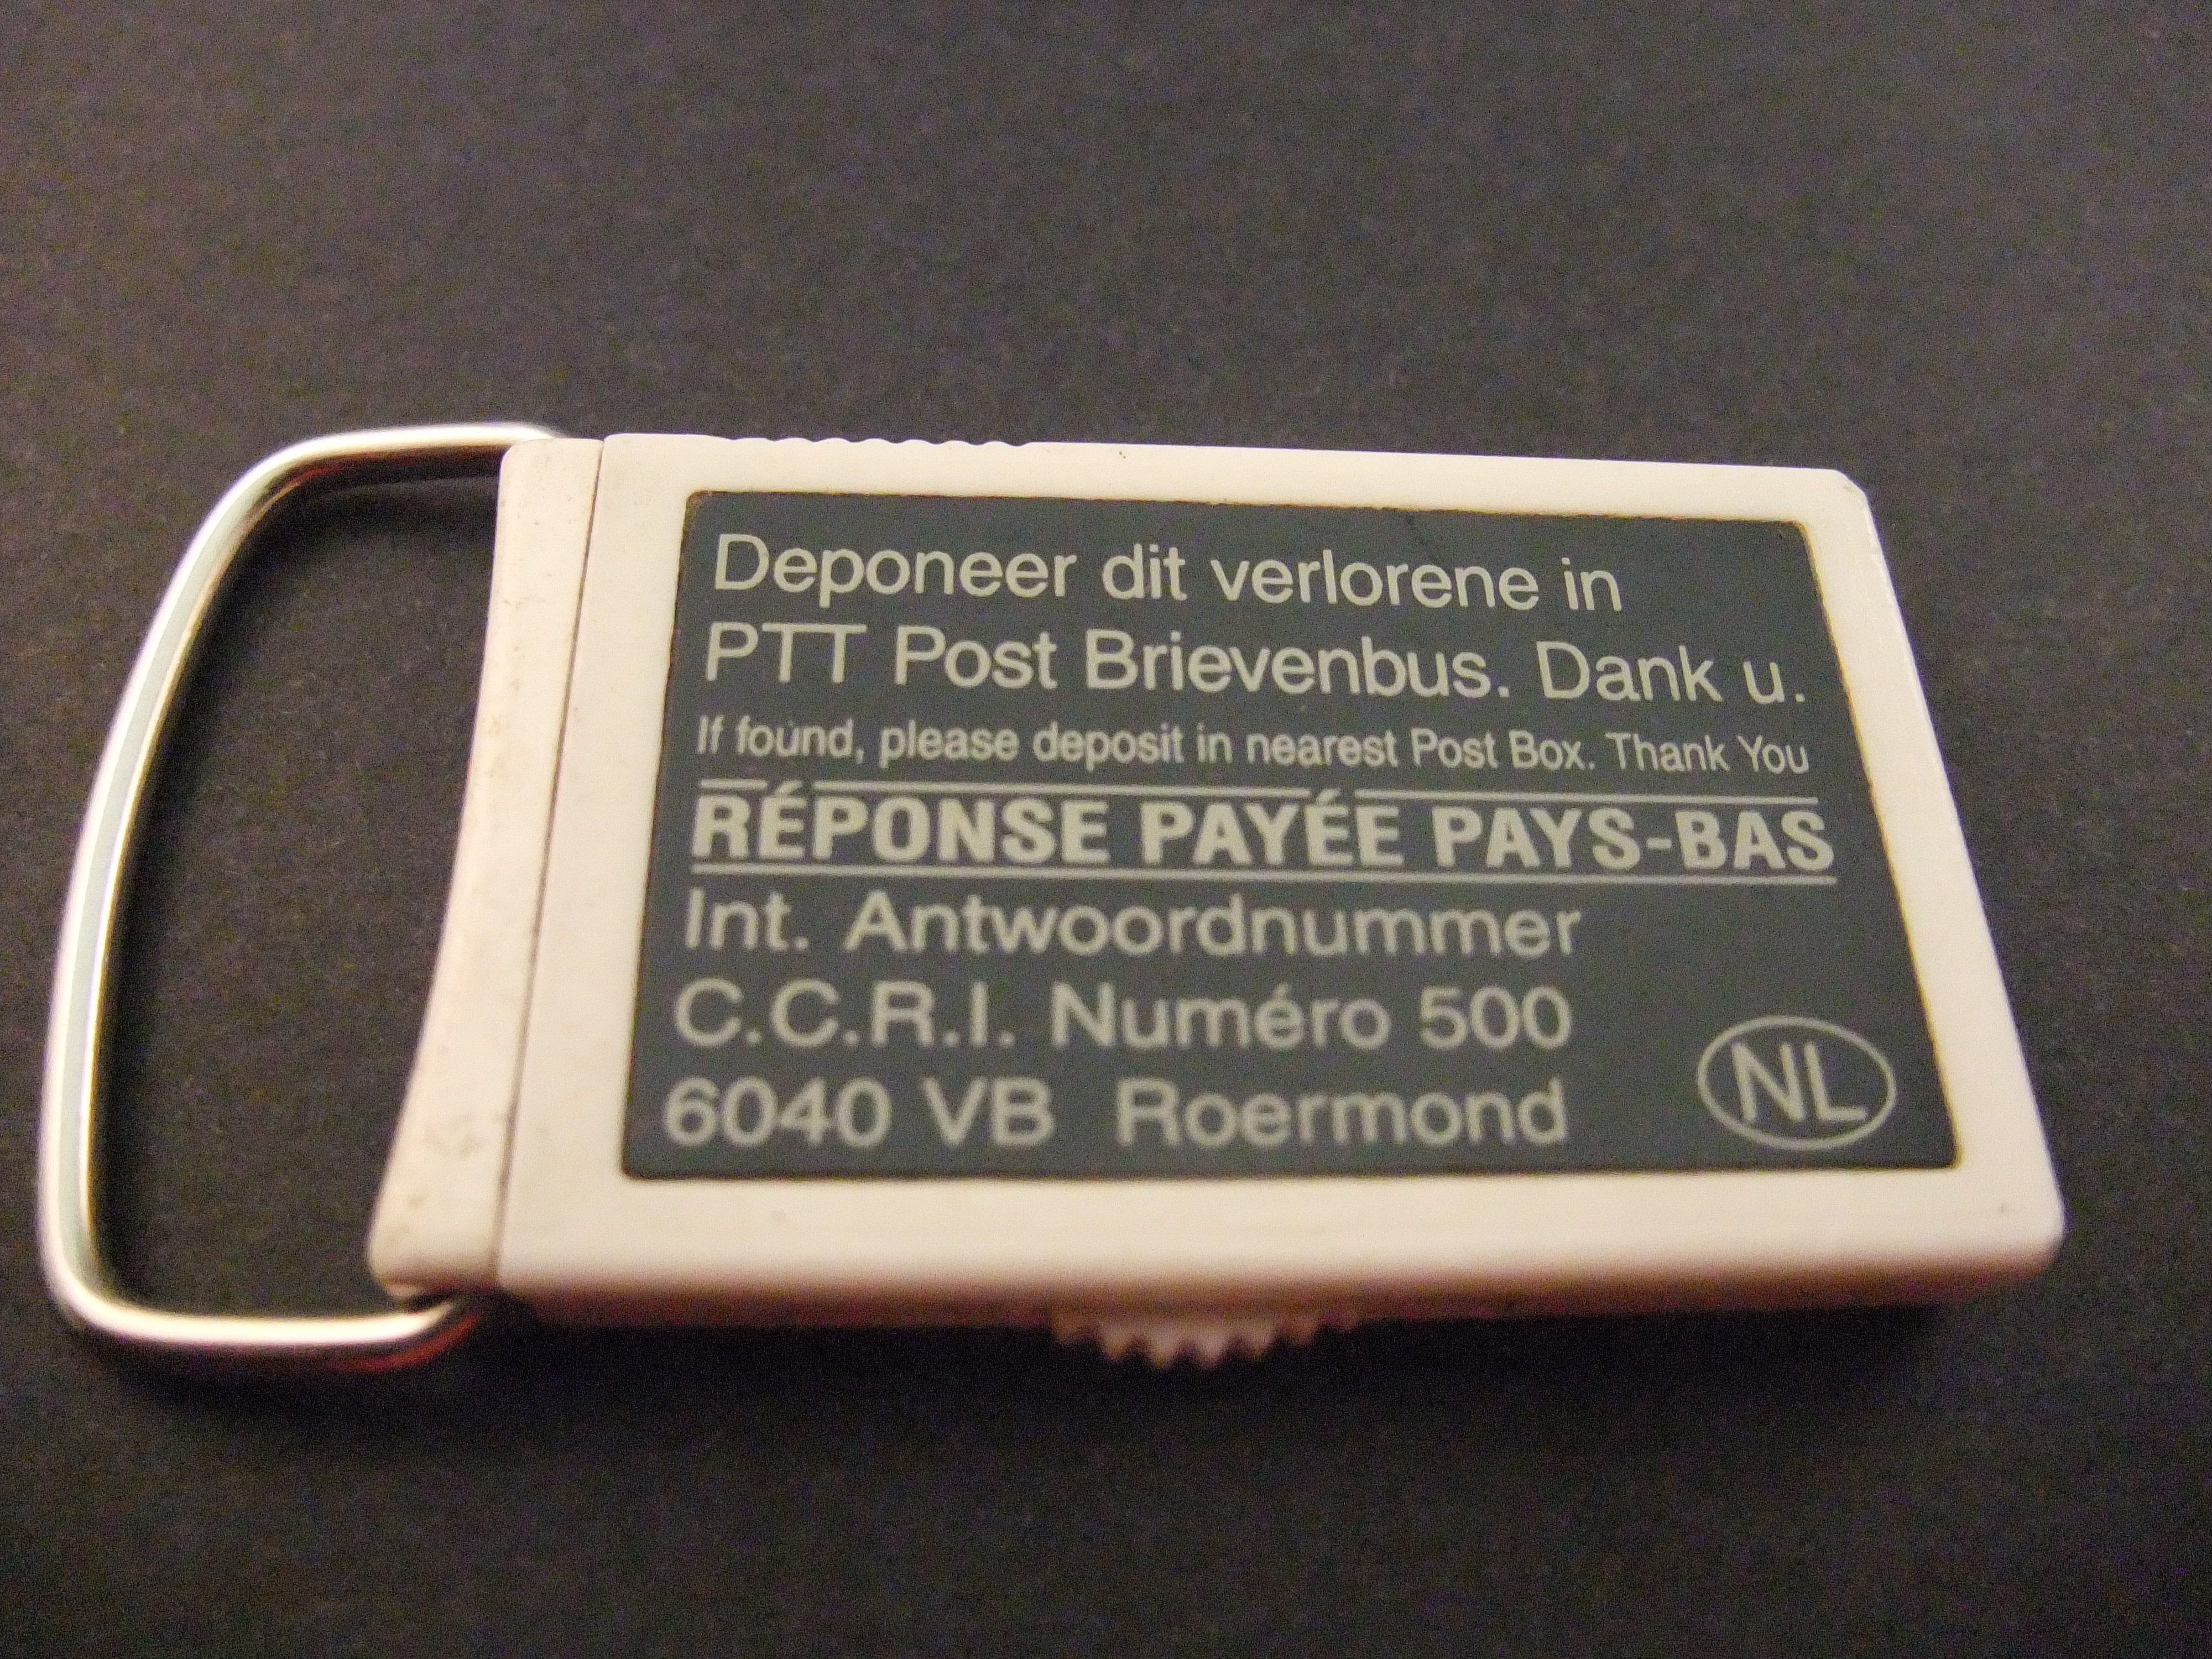 Deponeer dit verlorene in
PTT Post Brievenbus. Dank u.
If found, please deposit in nearest Post Box. Thank You
RÉPONSE PAYÉE PAYS-BAS
Int. Antwoordnummer
C.C.R.I. Numéro 500
6040 VB Roermond
NL